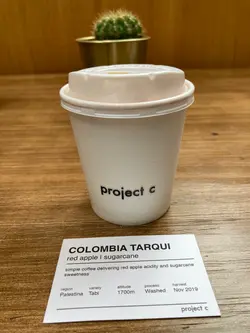 project c
COLOMBIA TARQUI
red apple | sugarcane
simple coffee delivering red apple acidity and sugarcane
sweetness
region variety altitude process harvest
Palestina Tabi 1700m Washed Nov 2019
project c